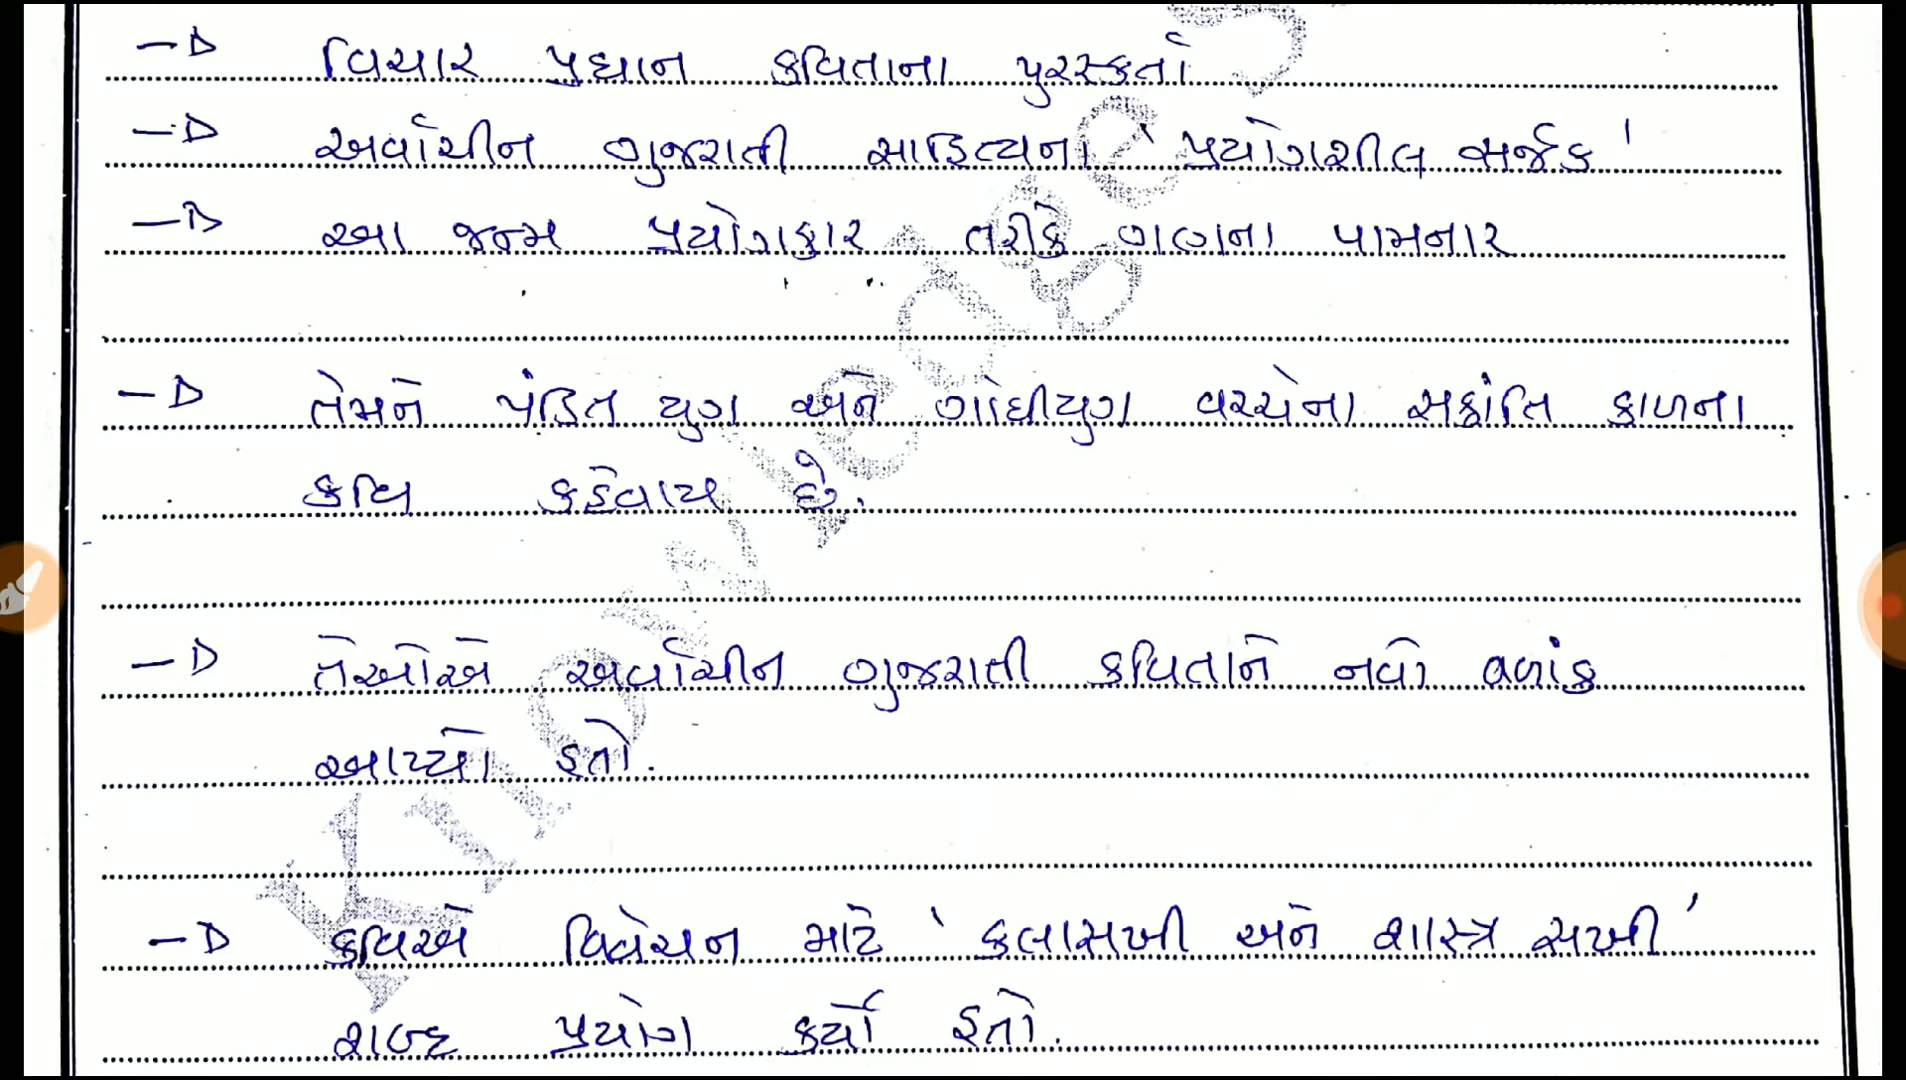 → વિચાર પ્રધાન કવિતાના પુરસ્કર્તા
→ અર્વાચીન ગુજરાતી સાહિત્યના 'પ્રયોગશીલ સર્જક'
→ આ જન્મ પ્રયોગકાર તરીકે ગણના પામનાર
→ તેમને પંડિત યુગ અને ગાંધીયુગ વચ્ચેના સક્રાંતિ કાળના
કવિ કહેવાય છે.
→ તેઓએ અર્વાચીન ગુજરાતી કવિતાને નવો વળાંક
આપ્યો હતો.
→ કવિએ વિવેચન માટે 'કલાસખી અને શાસ્ત્ર સખી'
શબ્દ પ્રયોગ કર્યો હતો.